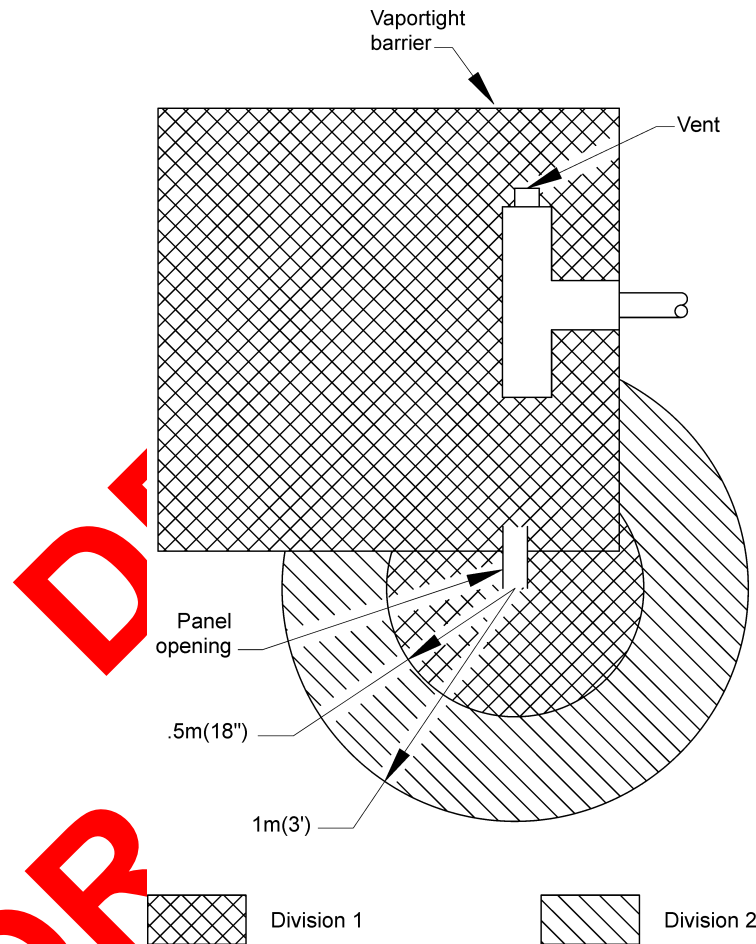 Vaportight
barrier
Vent
Panel
opening
.5m(18")
1m(3')
Division 1
Division 2